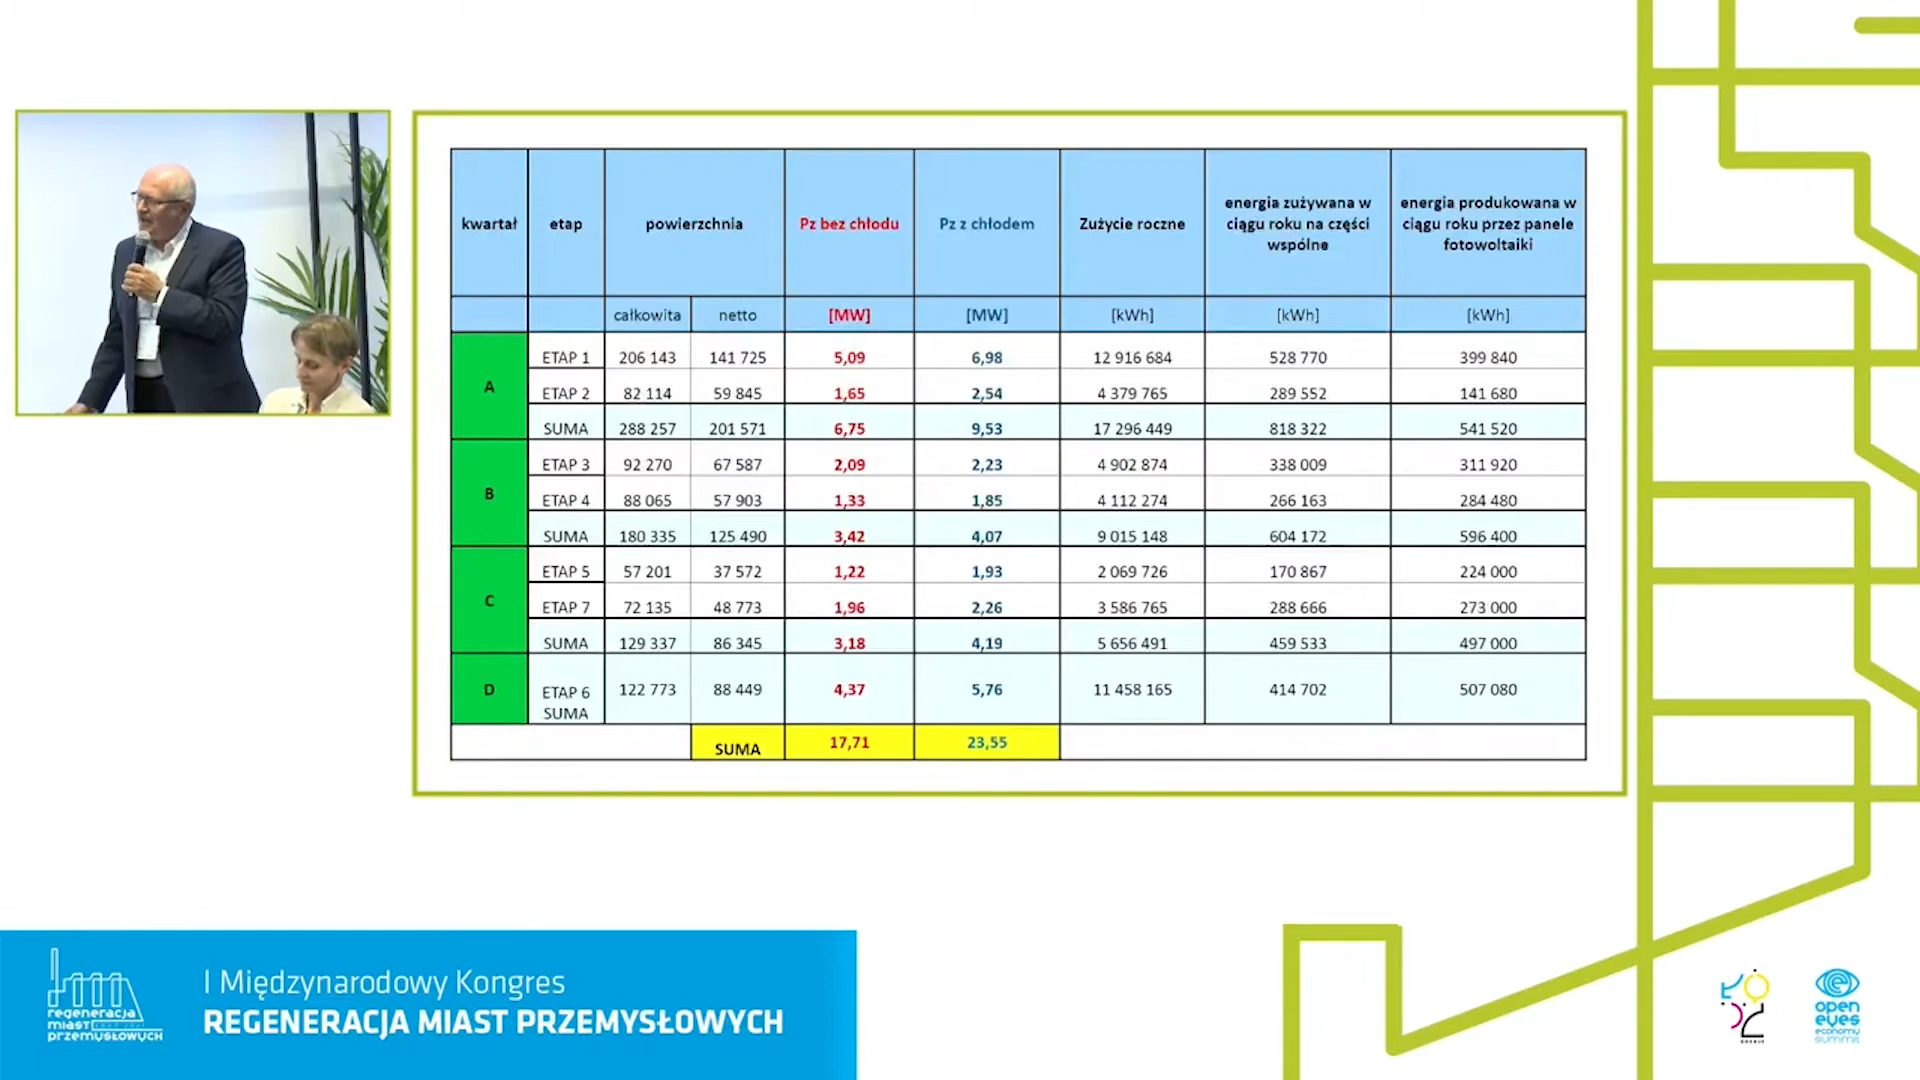 kwartał etap powierzchnia Pz bez chłodu Pz z chłodem Zużycie roczne energia zużywana w ciągu roku na części wspólne energia produkowana w ciągu roku przez panele fotowoltaiki
całkowita netto [MW] [MW] [kWh] [kWh] [kWh]
A
ETAP 1 206 143 141 725 5,09 6,98 12 916 684 528 770 399 840
ETAP 2 82 114 59 845 1,65 2,54 4 379 765 289 552 141 680
SUMA 288 257 201 571 6,75 9,53 17 296 449 818 322 541 520
B
ETAP 3 92 270 67 587 2,09 2,23 4 902 874 338 009 311 920
ETAP 4 88 065 57 903 1,33 1,85 4 112 274 266 163 284 480
SUMA 180 335 125 490 3,42 4,07 9 015 148 604 172 596 400
C
ETAP 5 57 201 37 572 1,22 1,93 2 069 726 170 867 224 000
ETAP 7 72 135 48 773 1,96 2,26 3 586 765 288 666 273 000
SUMA 129 337 86 345 3,18 4,19 5 656 491 459 533 497 000
D
ETAP 6 SUMA 122 773 88 449 4,37 5,76 11 458 165 414 702 507 080
SUMA 17,71 23,55
I Międzynarodowy Kongres
REGENERACJA MIAST PRZEMYSŁOWYCH
regeneracja
miast
przemysłowych
open
eyes
economy
summit